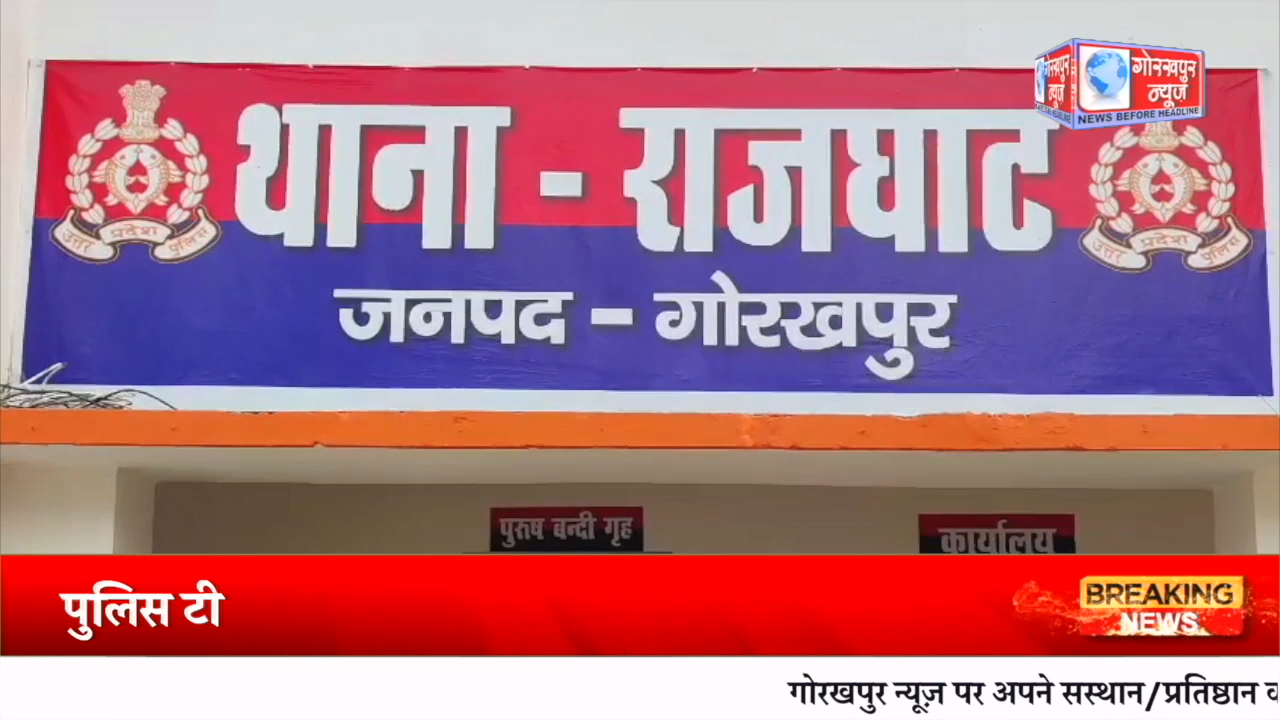 गोरखपुर न्यूज़
गोरखपुर न्यूज़
NEWS BEFORE HEADLINE
थाना - राजघाट
उत्तर प्रदेश पुलिस
उत्तर प्रदेश पुलिस
जनपद - गोरखपुर
पुरुष बन्दी गृह
कार्यालय
पुलिस टी
BREAKING
NEWS
गोरखपुर न्यूज़ पर अपने सस्थान/प्रतिष्ठान